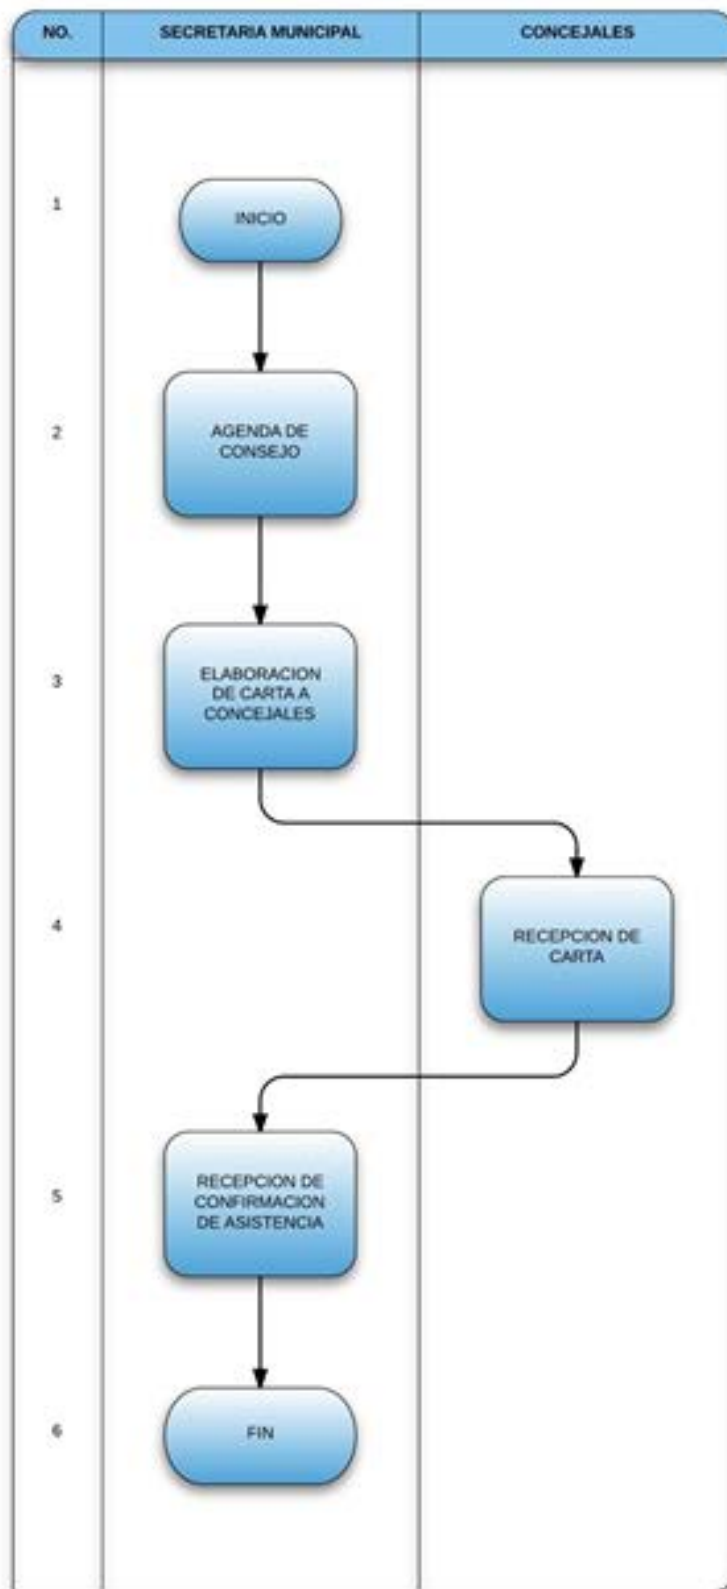 NO. SECRETARIA MUNICIPAL CONCEJALES
1
INICIO
2
AGENDA DE
CONSEJO
3
ELABORACION
DE CARTA A
CONCEJALES
4
RECEPCION DE
CARTA
5
RECEPCION DE
CONFIRMACION
DE ASISTENCIA
6
FIN